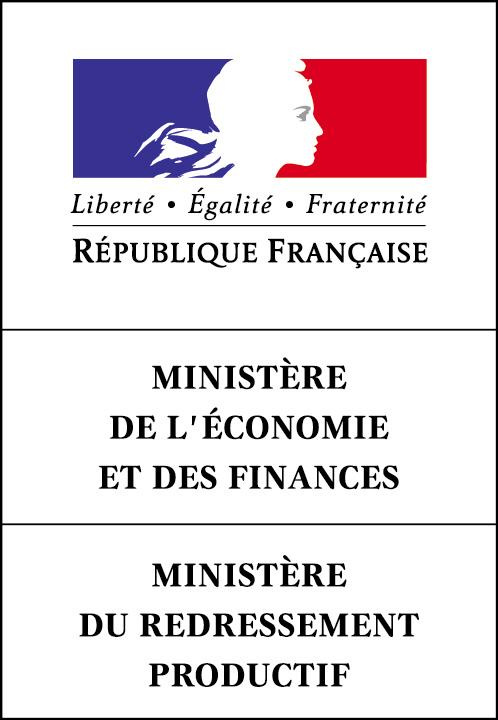 Liberté • Égalité • Fraternité
RÉPUBLIQUE FRANÇAISE
MINISTÈRE
DE L'ÉCONOMIE
ET DES FINANCES
MINISTÈRE
DU REDRESSEMENT
PRODUCTIF